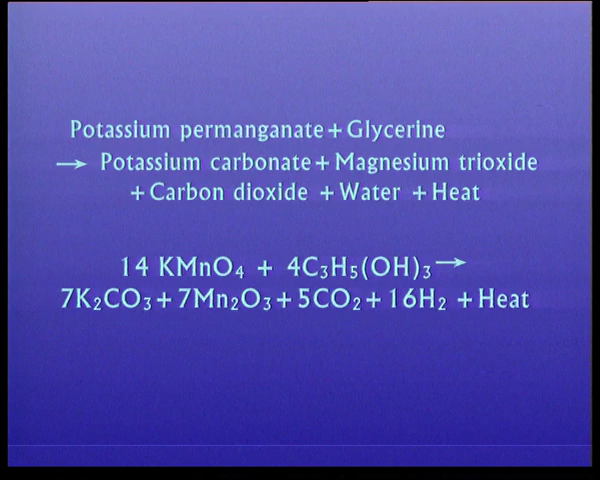 Potassium permanganate + Glycerine
→ Potassium carbonate + Magnesium trioxide
+ Carbon dioxide + Water + Heat
14 KMnO₄ + 4C₃H₅(OH)₃ →
7K₂CO₃ + 7Mn₂O₃ + 5CO₂ + 16H₂ + Heat